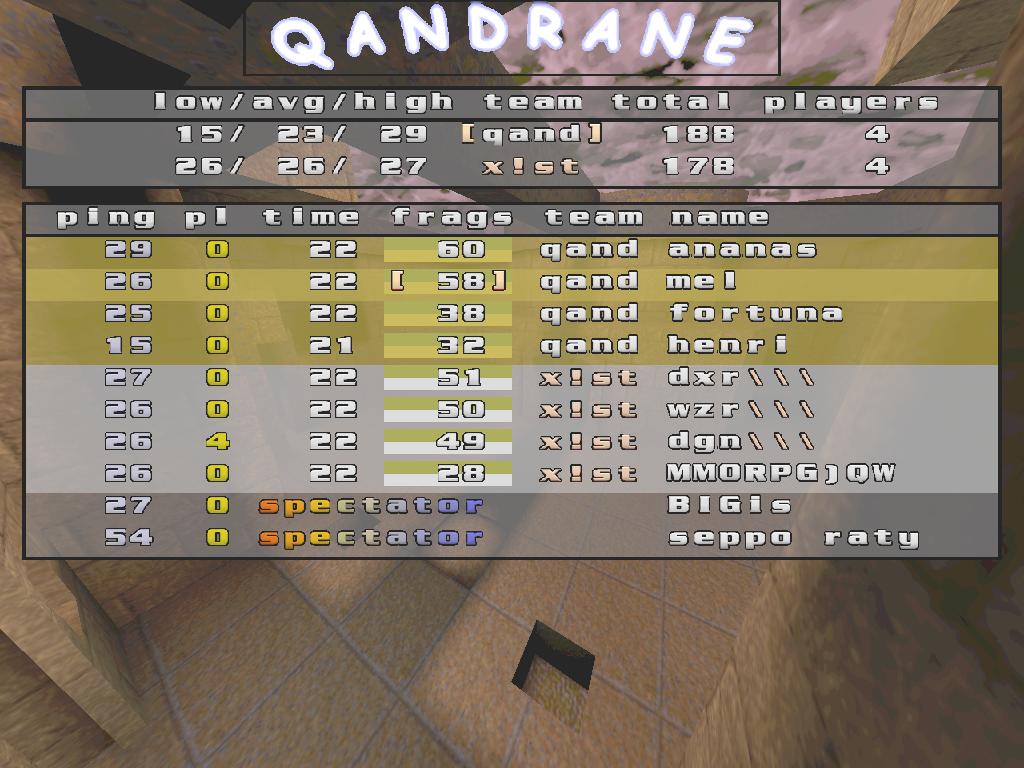 QANDRANE
low/avg/high team total players
15/ 23/ 29 [qand] 188 4
26/ 26/ 27 x!st 178 4
ping pl time frags team name
29 0 22 60 qand ananas
26 0 22 [ 58] qand mel
25 0 22 38 qand fortuna
15 0 21 32 qand henri
27 0 22 51 x!st dxr\\\
26 0 22 50 x!st wzr\\\
26 4 22 49 x!st dgn\\\
26 0 22 28 x!st MMORPGJQW
27 0 spectator BIGis
54 0 spectator seppo raty